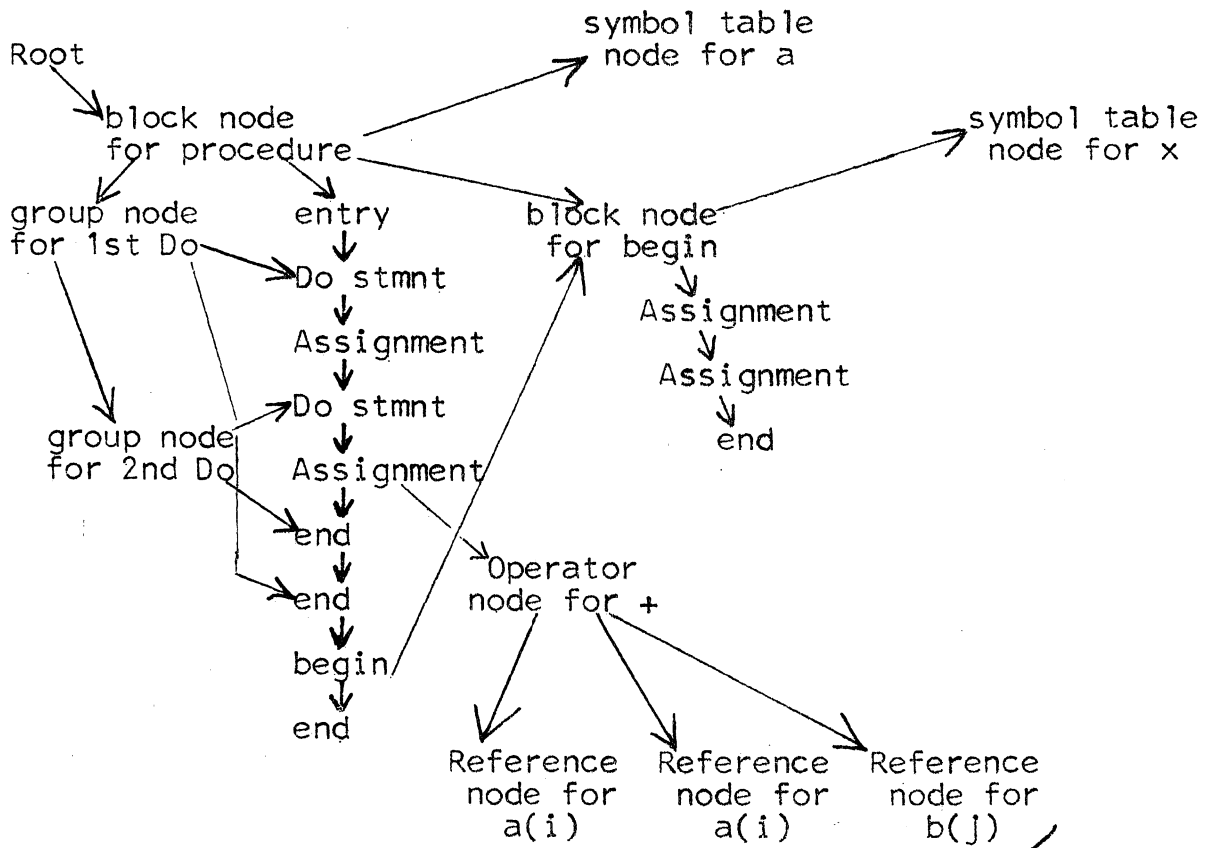 Root
symbol table
node for a
block node
for procedure
symbol table
node for x
group node
for 1st Do
entry
block node
for begin
Do stmnt
Assignment
Assignment
Assignment
Do stmnt
end
group node
for 2nd Do
Assignment
end
Operator
node for +
end
begin
end
Reference
node for
a(i)
Reference
node for
a(i)
Reference
node for
b(j)